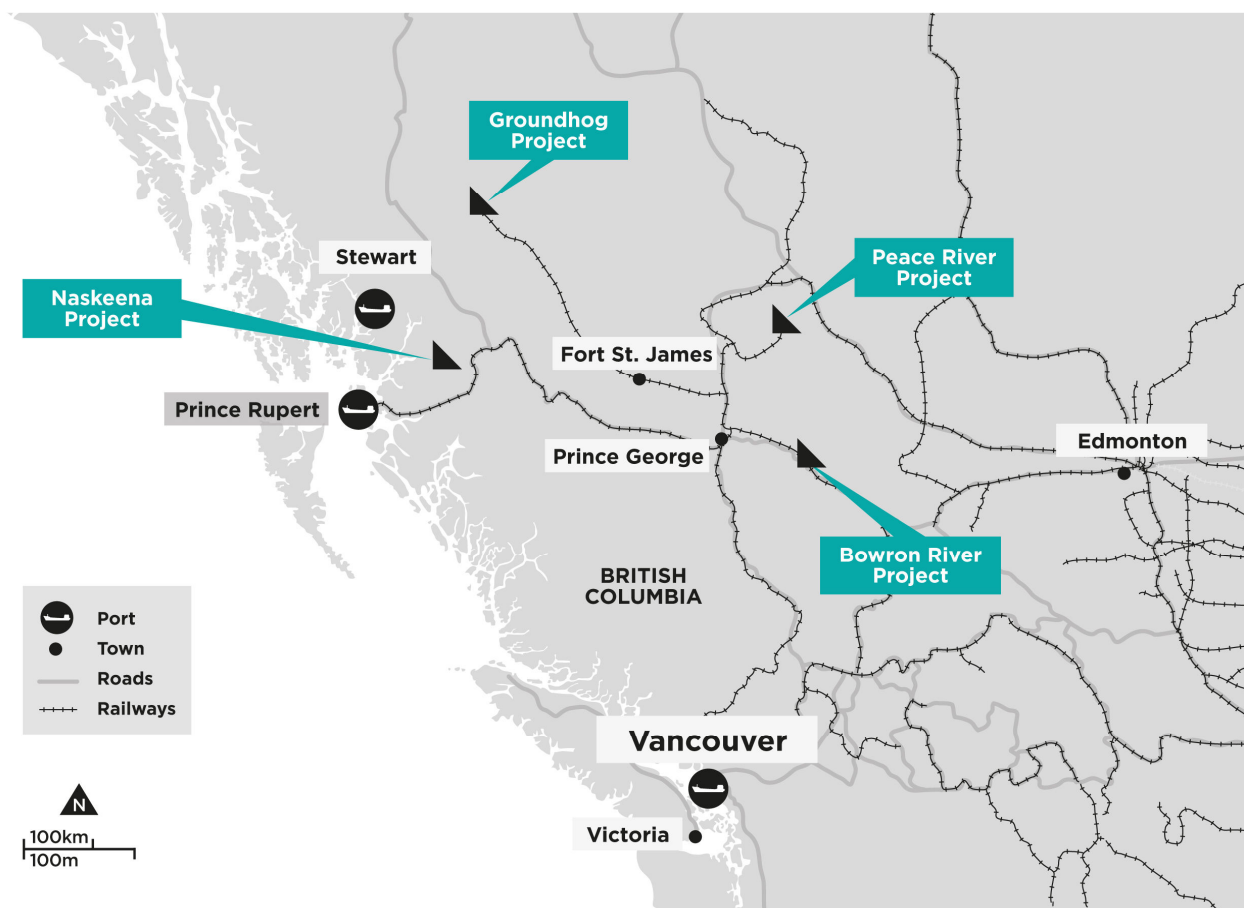 Groundhog
Project
Stewart
Peace River
Project
Naskeena
Project
Fort St. James
Prince Rupert
Prince George
Edmonton
Bowron River
Project
BRITISH
COLUMBIA
Port
Town
Roads
Railways
Vancouver
N
100km
100m
Victoria